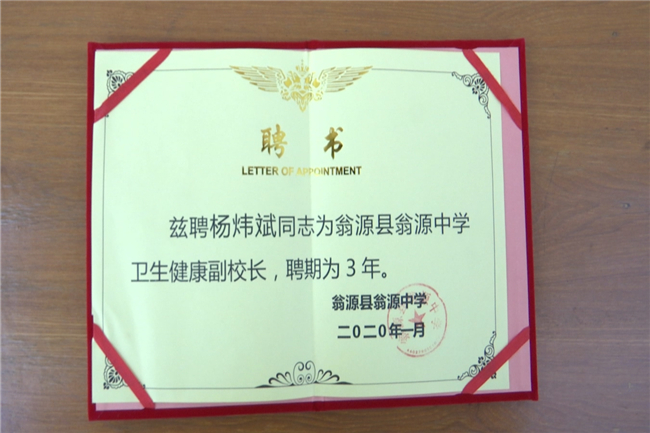 聘 书
LETTER OF APPOINTMENT
兹聘杨炜斌同志为翁源县翁源中学
卫生健康副校长，聘期为3年。
翁源县翁源中学
二〇二〇年一月